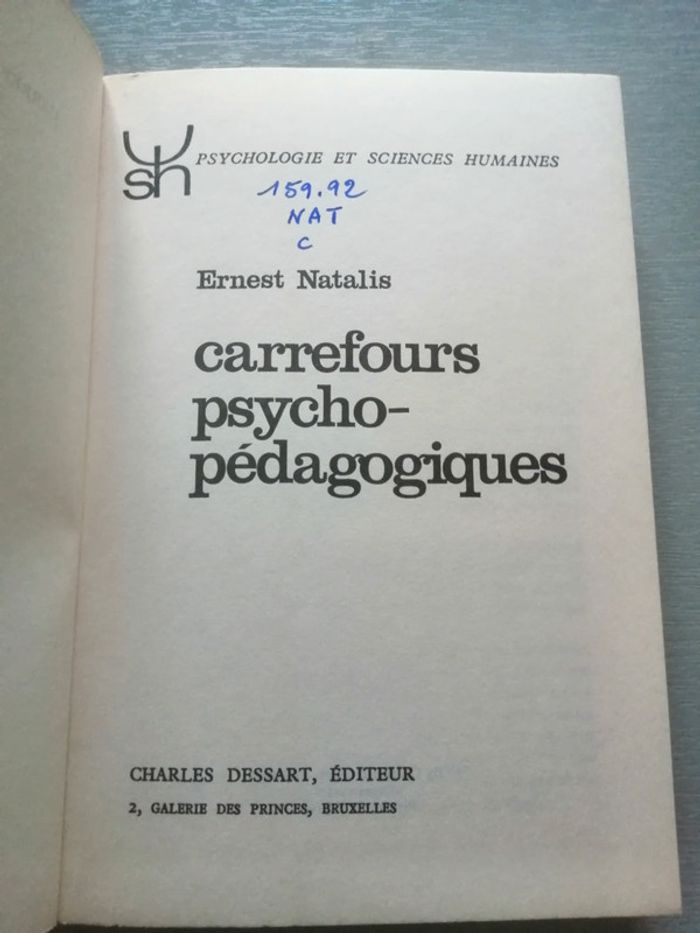 ψsh PSYCHOLOGIE ET SCIENCES HUMAINES
159.92
NAT
C
Ernest Natalis
carrefours
psycho-
pédagogiques
CHARLES DESSART, ÉDITEUR
2, GALERIE DES PRINCES, BRUXELLES